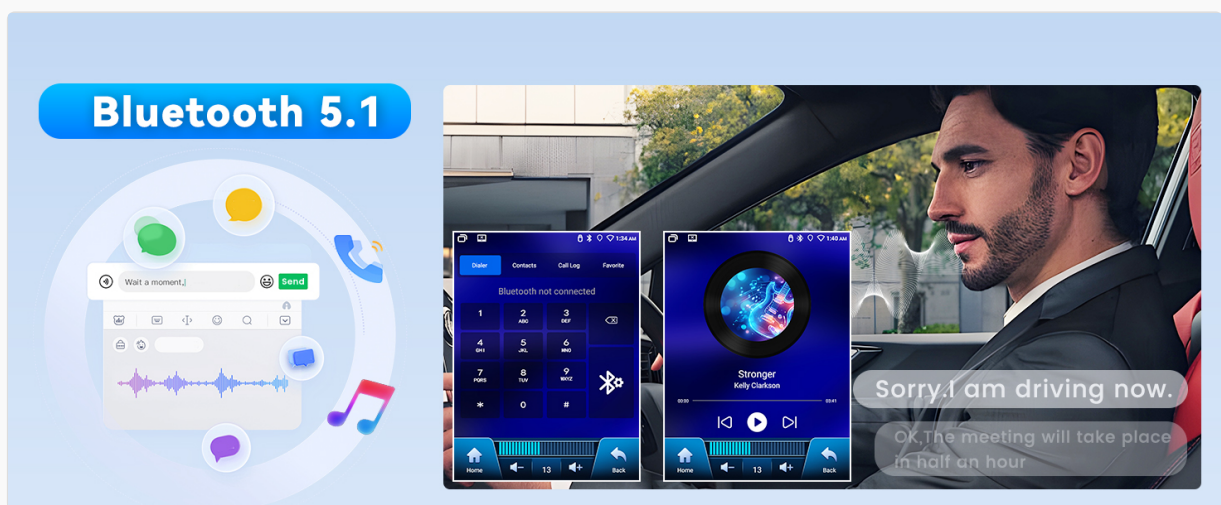 Bluetooth 5.1
Wait a moment.
Send
1:34 AM
Dialer Contacts Call Log Favorite
Bluetooth not connected
1 2 3
ABC DEF
4 5 6
GHI JKL MNO
7 8 9
PQRS TUV WXYZ
* 0 #
Home 13 Back
1:40 AM
Stronger
Kelly Clarkson
00:00 03:41
Home 13 Back
Sorry.I am driving now.
OK,The meeting will take place
in half an hour